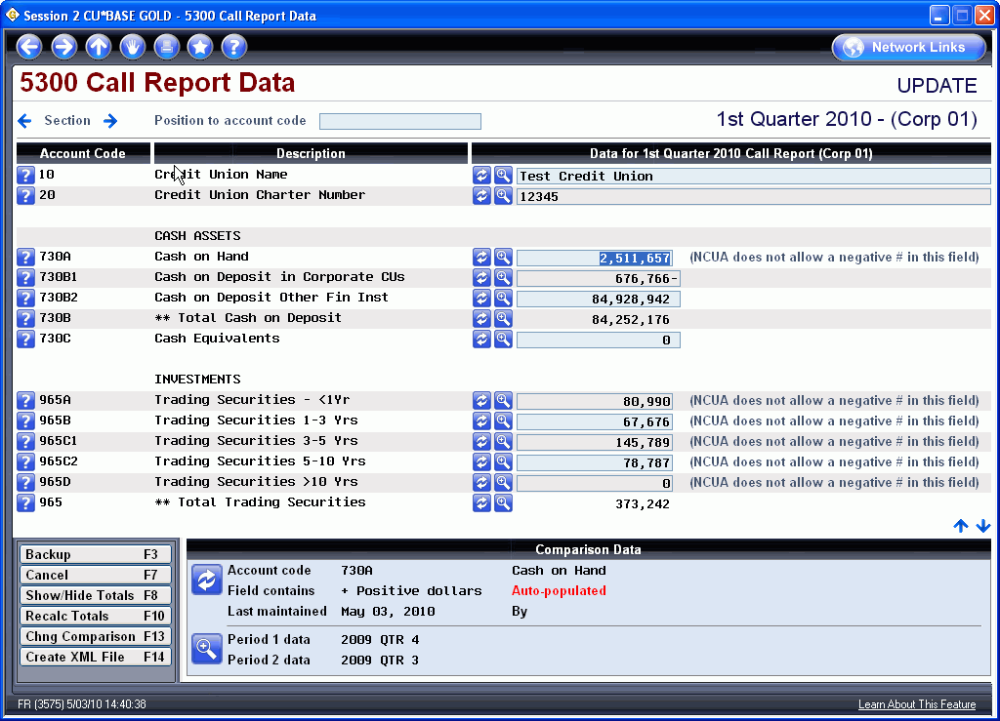 Session 2 CU*BASE GOLD - 5300 Call Report Data
Network Links
5300 Call Report Data UPDATE
Section Position to account code 1st Quarter 2010 - (Corp 01)
Account Code Description Data for 1st Quarter 2010 Call Report (Corp 01)
10 Credit Union Name Test Credit Union
20 Credit Union Charter Number 12345
CASH ASSETS
730A Cash on Hand 2,511,657 (NCUA does not allow a negative # in this field)
730B1 Cash on Deposit in Corporate CUs 676,766-
730B2 Cash on Deposit Other Fin Inst 84,928,942
730B ** Total Cash on Deposit 84,252,176
730C Cash Equivalents 0
INVESTMENTS
965A Trading Securities - <1Yr 80,990 (NCUA does not allow a negative # in this field)
965B Trading Securities 1-3 Yrs 67,676 (NCUA does not allow a negative # in this field)
965C1 Trading Securities 3-5 Yrs 145,789 (NCUA does not allow a negative # in this field)
965C2 Trading Securities 5-10 Yrs 78,787 (NCUA does not allow a negative # in this field)
965D Trading Securities >10 Yrs 0 (NCUA does not allow a negative # in this field)
965 ** Total Trading Securities 373,242
Backup F3
Cancel F7
Show/Hide Totals F8
Recalc Totals F10
Chng Comparison F13
Create XML File F14
Comparison Data
Account code 730A Cash on Hand
Field contains + Positive dollars Auto-populated
Last maintained May 03, 2010 By
Period 1 data 2009 QTR 4
Period 2 data 2009 QTR 3
FR (3575) 5/03/10 14:40:38 Learn About This Feature